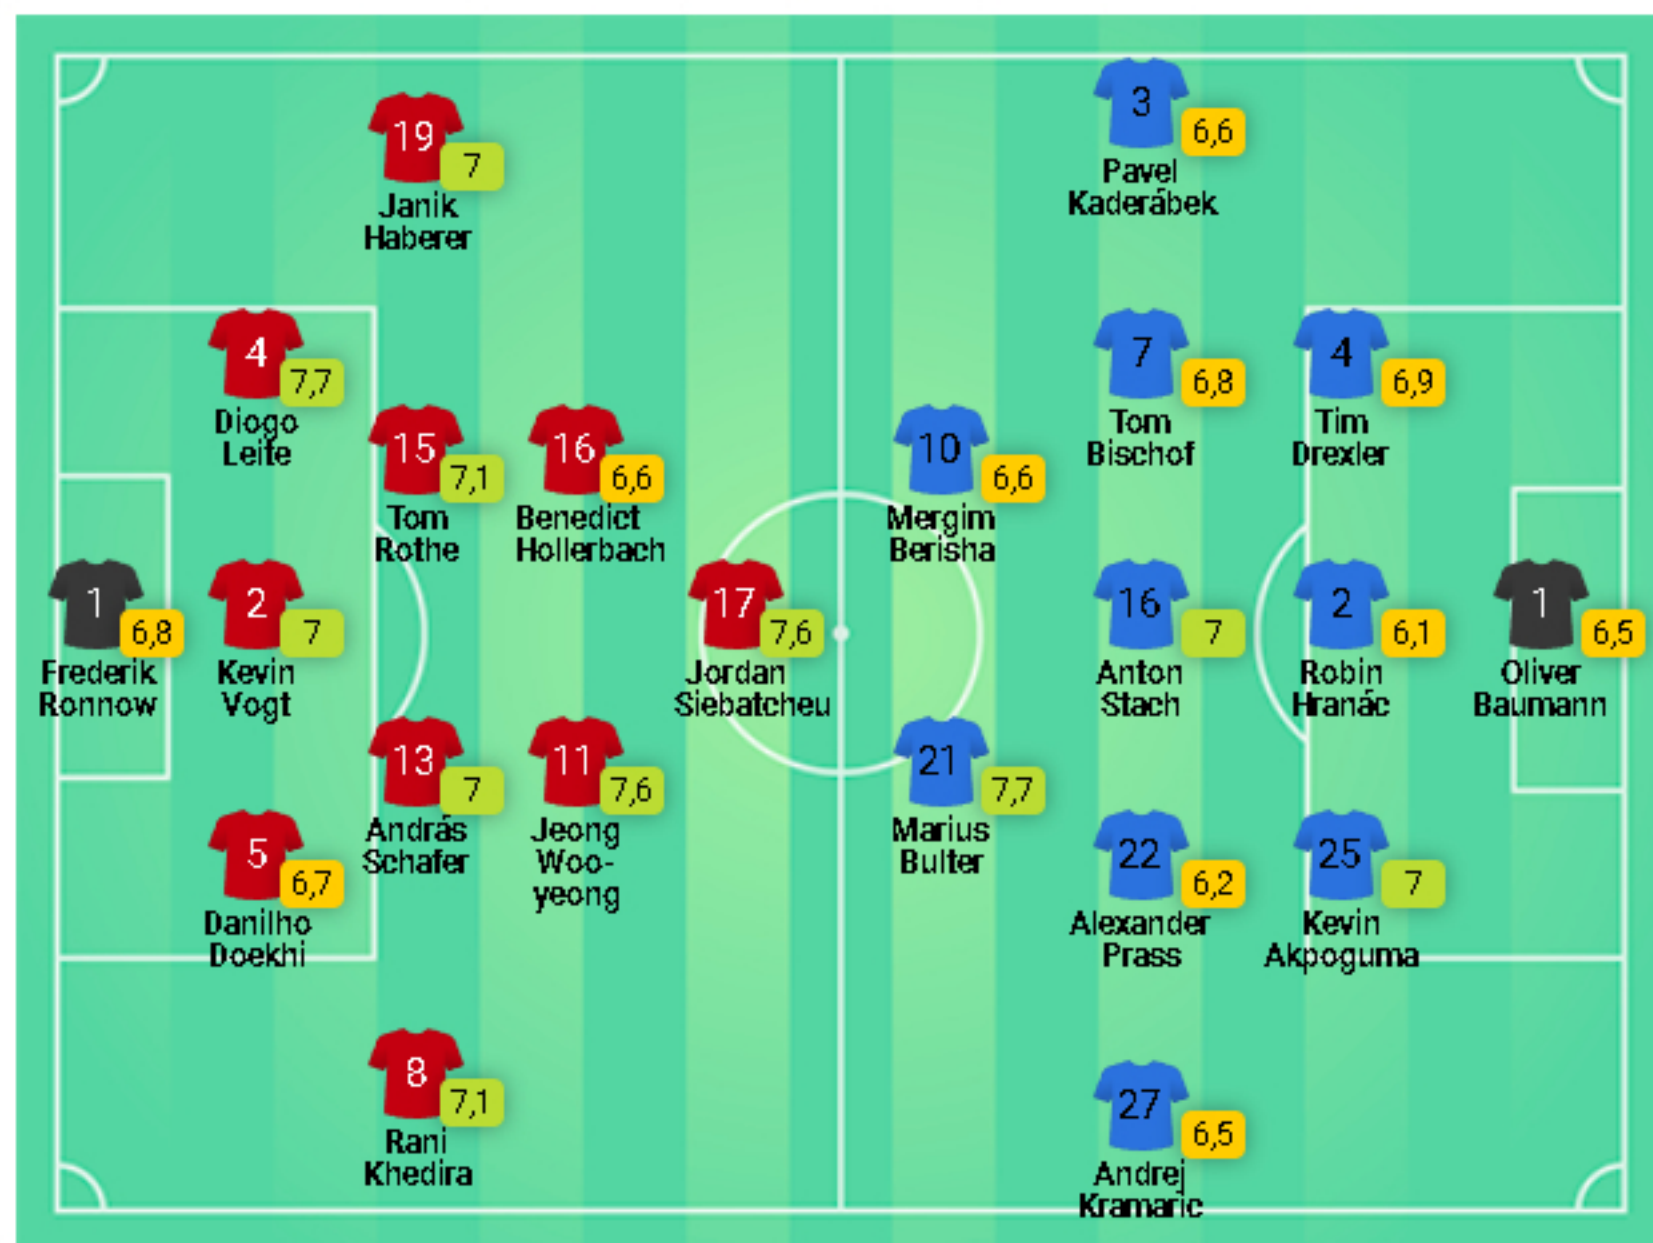 19
7
Janik
Haberer
4
7,7
Diogo
Leite
15
7,1
Tom
Rothe
16
6,6
Benedict
Hollerbach
1
6,8
Frederik
Ronnow
2
7
Kevin
Vogt
17
7,6
Jordan
Siebatcheu
13
7
András
Schafer
11
7,6
Jeong
Woo-
yeong
5
6,7
Danilho
Doekhi
8
7,1
Rani
Khedira
3
6,6
Pavel
Kaderábek
7
6,8
Tom
Bischof
4
6,9
Tim
Drexler
10
6,6
Mergim
Berisha
16
7
Anton
Stach
2
6,1
Robin
Hranác
1
6,5
Oliver
Baumann
21
7,7
Marius
Bulter
22
6,2
Alexander
Prass
25
7
Kevin
Akpoguma
27
6,5
Andrej
Kramaric